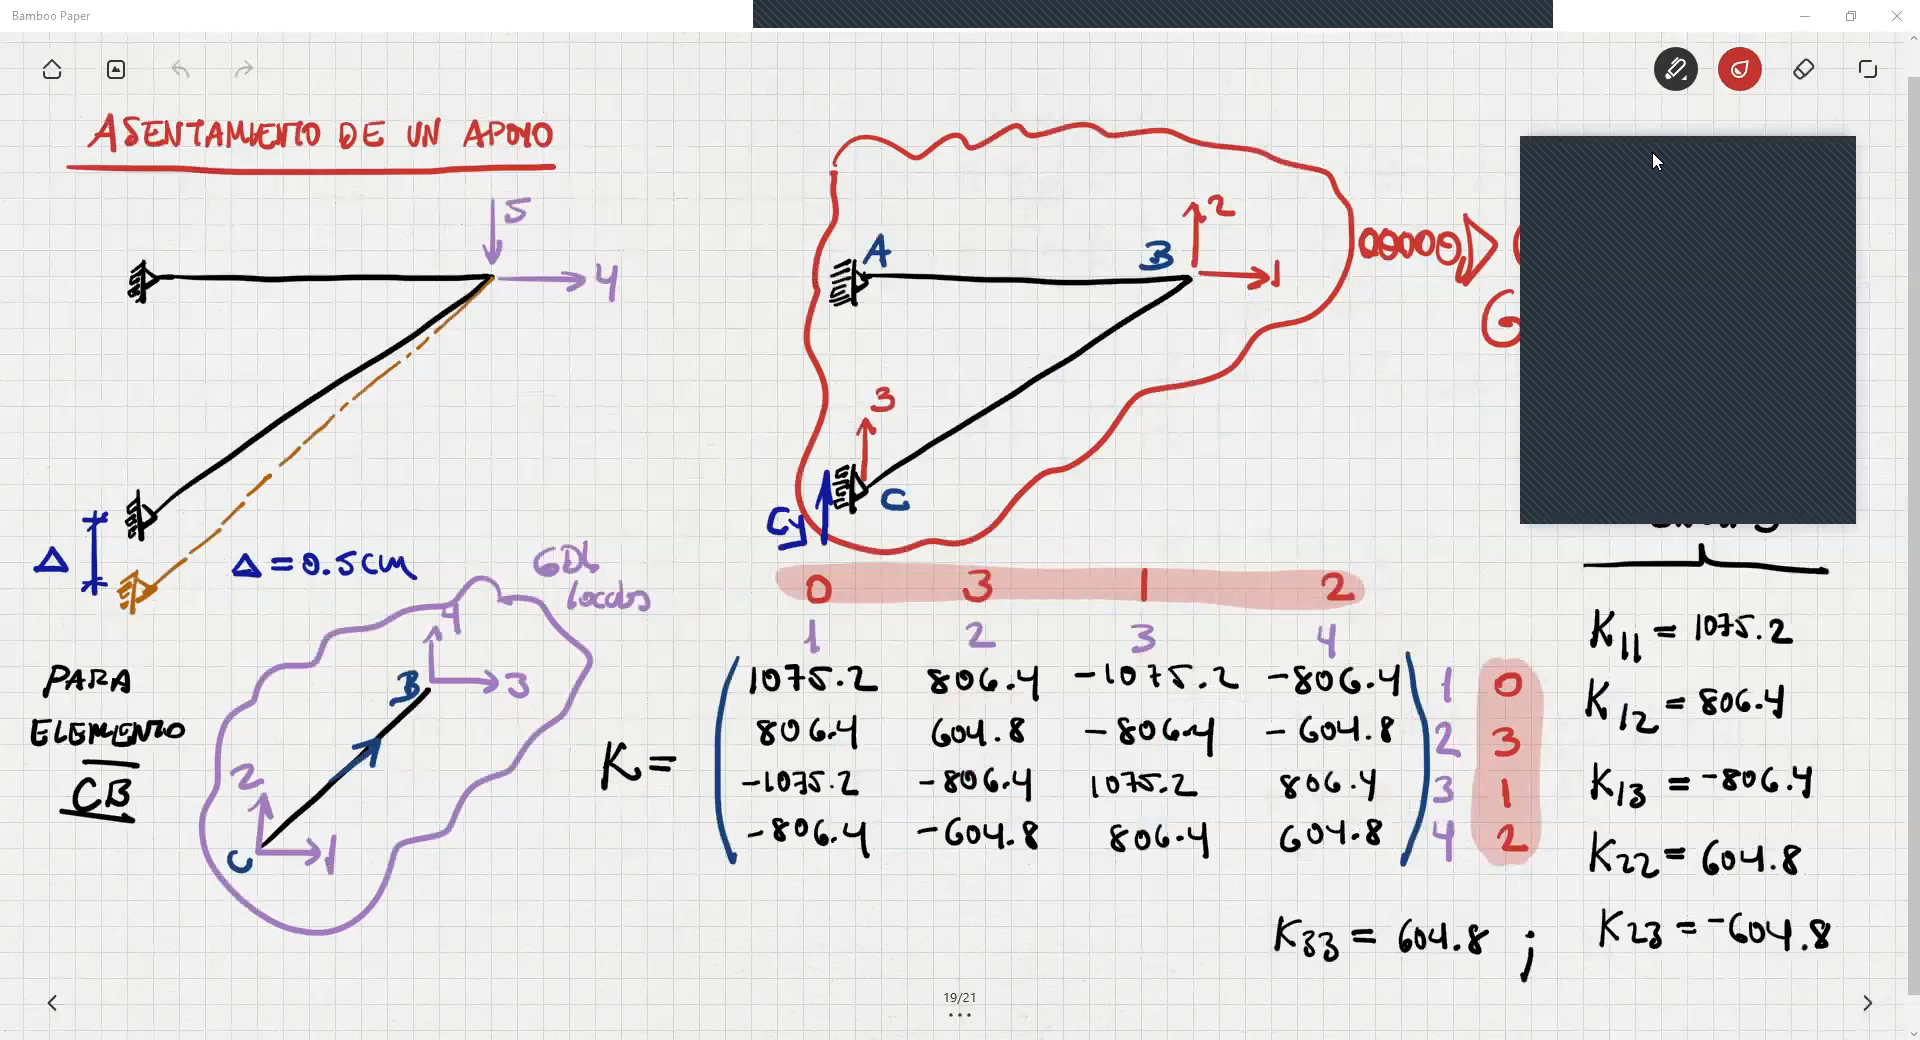 Bamboo Paper
ASENTAMIENTO DE UN APOYO
5
4
Δ
Δ = 0.5 cm
A
B
2
1
3
C
Cy
G
PARA
ELEMENTO
CB
GDL
locales
4
B
3
2
C
1
0 3 1 2
1 2 3 4
K =
1075.2 806.4 -1075.2 -806.4 1 0
806.4 604.8 -806.4 -604.8 2 3
-1075.2 -806.4 1075.2 806.4 3 1
-806.4 -604.8 806.4 604.8 4 2
K11 = 1075.2
K12 = 806.4
K13 = -806.4
K22 = 604.8
K33 = 604.8 ; K23 = -604.8
19/21